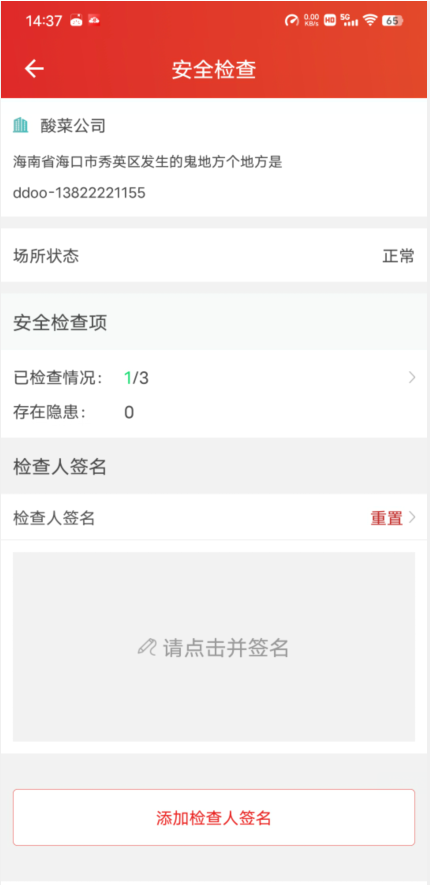 14:37 0.00 KB/s HD 5G 65
安全检查
酸菜公司
海南省海口市秀英区发生的鬼地方个地方是
ddoo-13822221155
场所状态 正常
安全检查项
已检查情况： 1/3
存在隐患： 0
检查人签名
检查人签名 重置
请点击并签名
添加检查人签名